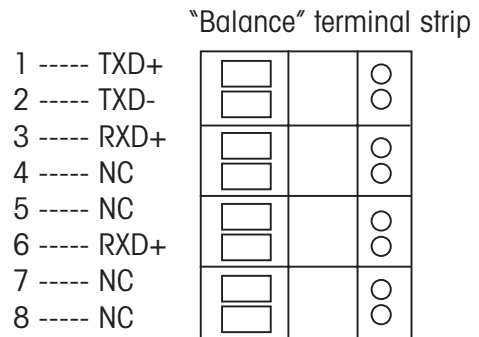 "Balance" terminal strip
1 ----- TXD+
2 ----- TXD-
3 ----- RXD+
4 ----- NC
5 ----- NC
6 ----- RXD+
7 ----- NC
8 ----- NC